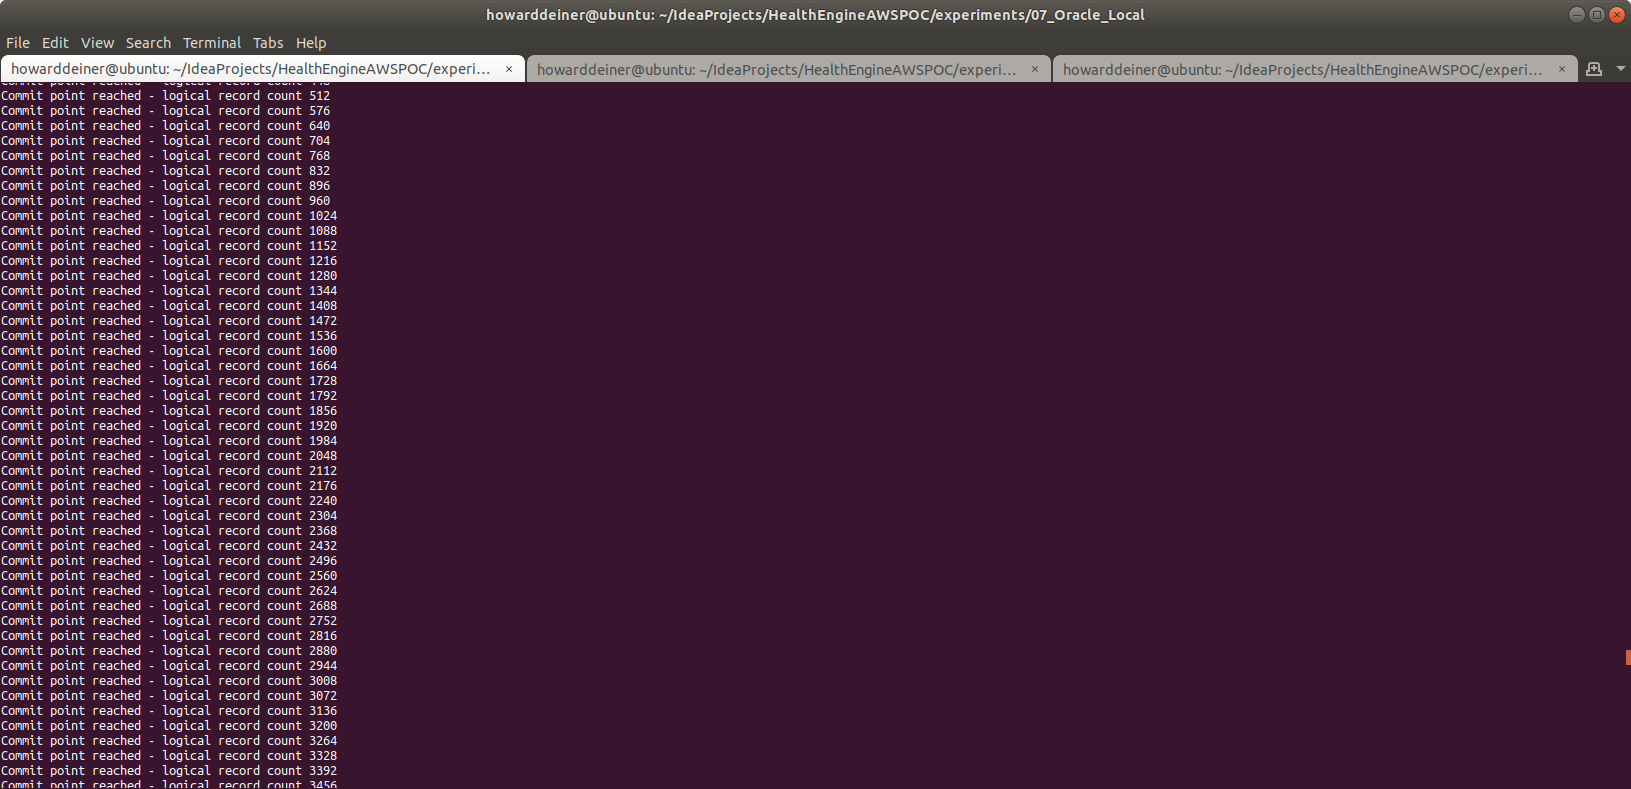 howarddeiner@ubuntu: ~/IdeaProjects/HealthEngineAWSPOC/experiments/07_Oracle_Local
File Edit View Search Terminal Tabs Help
howarddeiner@ubuntu: ~/IdeaProjects/HealthEngineAWSPOC/experi... × howarddeiner@ubuntu: ~/IdeaProjects/HealthEngineAWSPOC/experi... × howarddeiner@ubuntu: ~/IdeaProjects/HealthEngineAWSPOC/experi... ×
Commit point reached - logical record count
Commit point reached - logical record count 512
Commit point reached - logical record count 576
Commit point reached - logical record count 640
Commit point reached - logical record count 704
Commit point reached - logical record count 768
Commit point reached - logical record count 832
Commit point reached - logical record count 896
Commit point reached - logical record count 960
Commit point reached - logical record count 1024
Commit point reached - logical record count 1088
Commit point reached - logical record count 1152
Commit point reached - logical record count 1216
Commit point reached - logical record count 1280
Commit point reached - logical record count 1344
Commit point reached - logical record count 1408
Commit point reached - logical record count 1472
Commit point reached - logical record count 1536
Commit point reached - logical record count 1600
Commit point reached - logical record count 1664
Commit point reached - logical record count 1728
Commit point reached - logical record count 1792
Commit point reached - logical record count 1856
Commit point reached - logical record count 1920
Commit point reached - logical record count 1984
Commit point reached - logical record count 2048
Commit point reached - logical record count 2112
Commit point reached - logical record count 2176
Commit point reached - logical record count 2240
Commit point reached - logical record count 2304
Commit point reached - logical record count 2368
Commit point reached - logical record count 2432
Commit point reached - logical record count 2496
Commit point reached - logical record count 2560
Commit point reached - logical record count 2624
Commit point reached - logical record count 2688
Commit point reached - logical record count 2752
Commit point reached - logical record count 2816
Commit point reached - logical record count 2880
Commit point reached - logical record count 2944
Commit point reached - logical record count 3008
Commit point reached - logical record count 3072
Commit point reached - logical record count 3136
Commit point reached - logical record count 3200
Commit point reached - logical record count 3264
Commit point reached - logical record count 3328
Commit point reached - logical record count 3392
Commit point reached - logical record count 3456